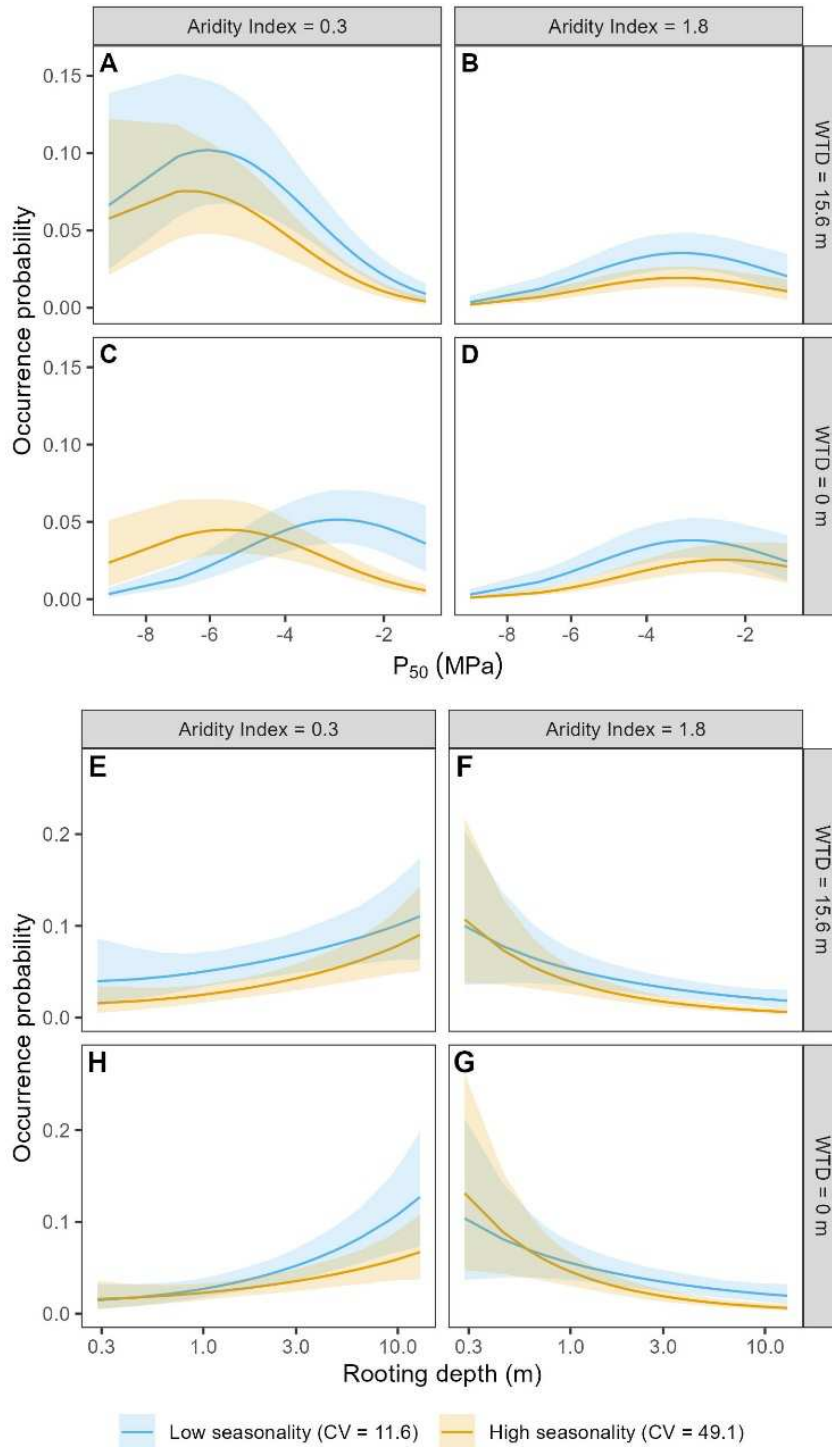 Aridity Index = 0.3
Aridity Index = 1.8
A
B
WTD = 15.6 m
0.15
0.10
0.05
0.00
C
D
WTD = 0 m
0.15
0.10
0.05
0.00
Occurrence probability
-8
-6
-4
-2
-8
-6
-4
-2
P50 (MPa)
Aridity Index = 0.3
Aridity Index = 1.8
E
F
WTD = 15.6 m
0.2
0.1
0.0
H
G
WTD = 0 m
0.2
0.1
0.0
Occurrence probability
0.3
1.0
3.0
10.0
0.3
1.0
3.0
10.0
Rooting depth (m)
Low seasonality (CV = 11.6)
High seasonality (CV = 49.1)